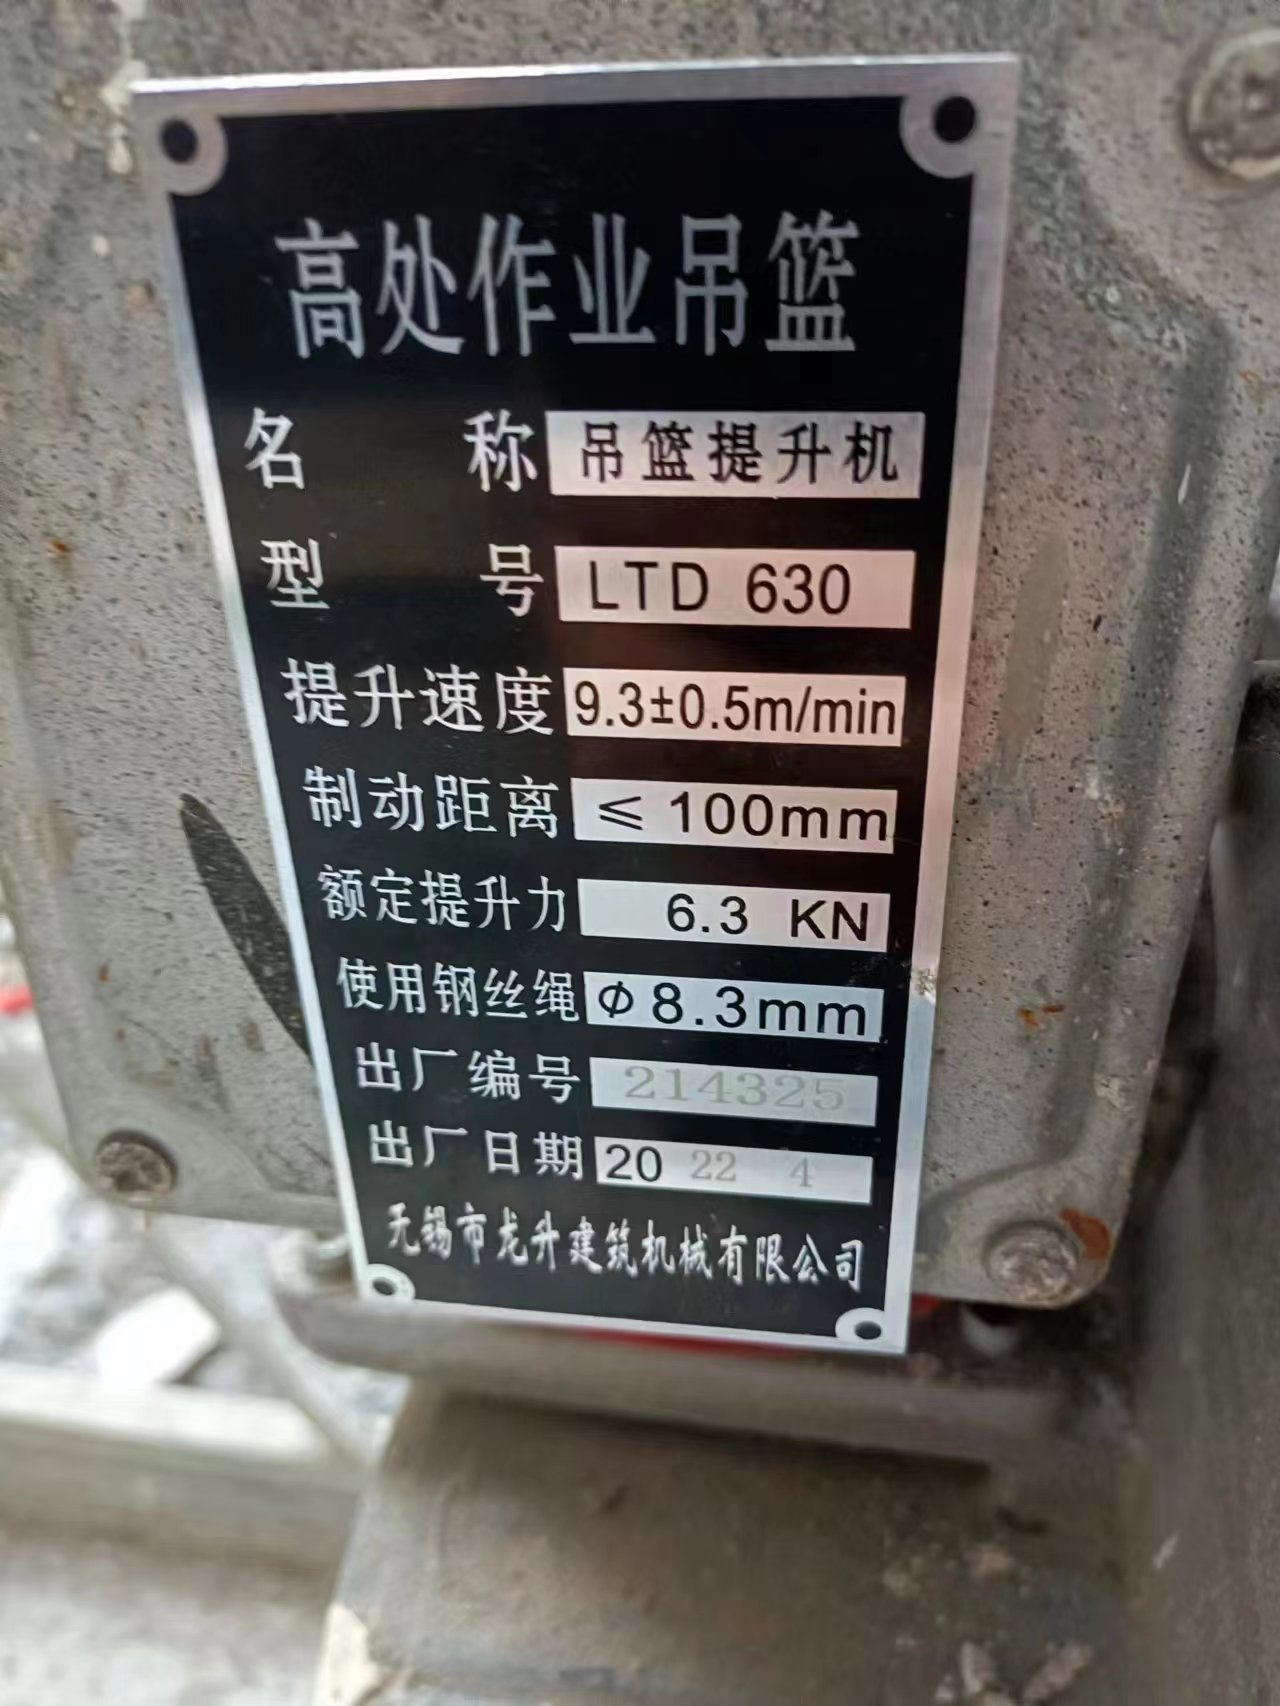 高处作业吊篮
名 称 吊篮提升机
型 号 LTD 630
提升速度 9.3±0.5m/min
制动距离 ≤100mm
额定提升力 6.3 KN
使用钢丝绳 Φ8.3mm
出厂编号 214325
出厂日期 2022 4
无锡市龙升建筑机械有限公司